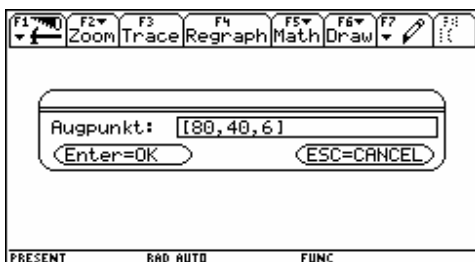 F1 F2 Zoom F3 Trace F4 Regraph F5 Math F6 Draw F7
Augpunkt: [80,40,6]
Enter=OK ESC=CANCEL
PRESENT RAD AUTO FUNC